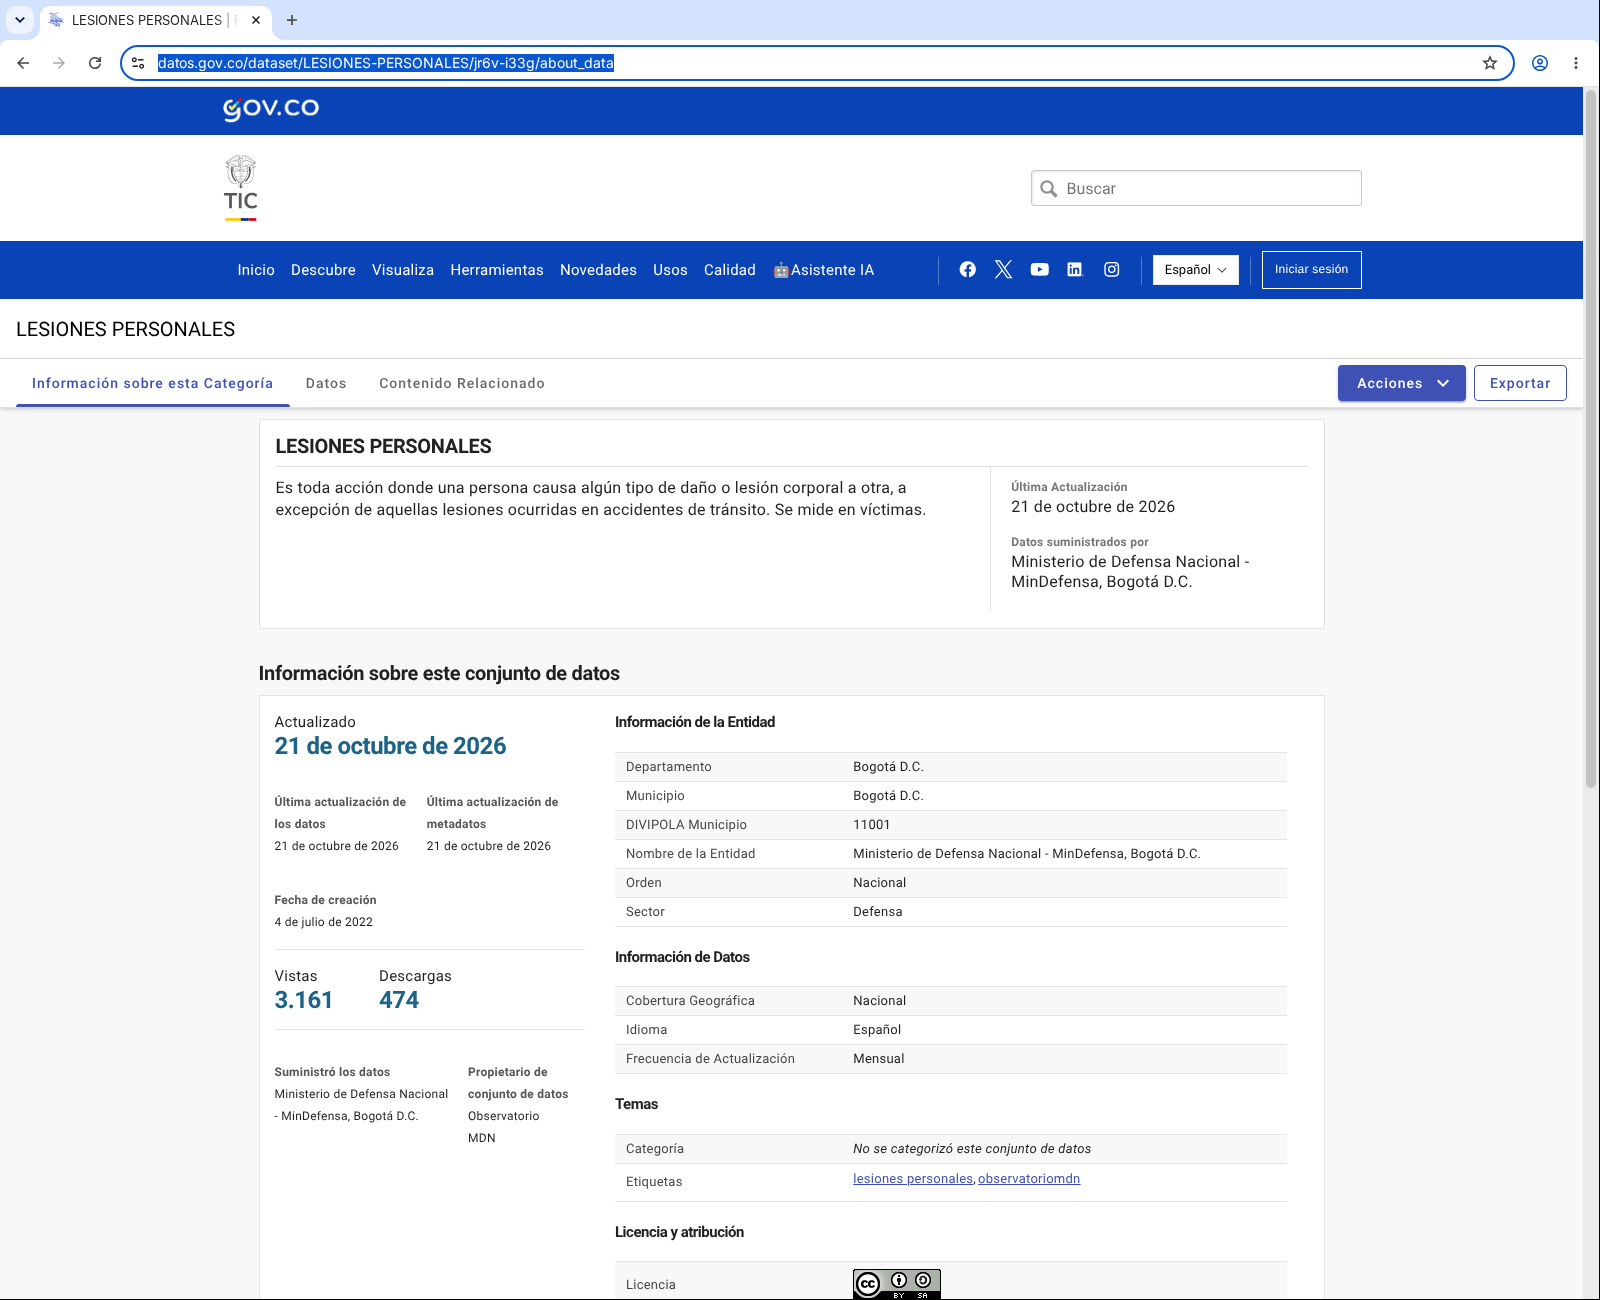 LESIONES PERSONALES |
datos.gov.co/dataset/LESIONES-PERSONALES/jr6v-i33g/about_data
GOV.CO
TIC
Buscar
Inicio Descubre Visualiza Herramientas Novedades Usos Calidad 🤖Asistente IA Español Iniciar sesión
LESIONES PERSONALES
Información sobre esta Categoría Datos Contenido Relacionado Acciones Exportar
LESIONES PERSONALES
Es toda acción donde una persona causa algún tipo de daño o lesión corporal a otra, a
excepción de aquellas lesiones ocurridas en accidentes de tránsito. Se mide en víctimas.
Última Actualización
21 de octubre de 2026
Datos suministrados por
Ministerio de Defensa Nacional -
MinDefensa, Bogotá D.C.
Información sobre este conjunto de datos
Actualizado
21 de octubre de 2026
Última actualización de
los datos
21 de octubre de 2026
Última actualización de
metadatos
21 de octubre de 2026
Fecha de creación
4 de julio de 2022
Vistas
3.161
Descargas
474
Suministró los datos
Ministerio de Defensa Nacional
- MinDefensa, Bogotá D.C.
Propietario de
conjunto de datos
Observatorio
MDN
Información de la Entidad
Departamento Bogotá D.C.
Municipio Bogotá D.C.
DIVIPOLA Municipio 11001
Nombre de la Entidad Ministerio de Defensa Nacional - MinDefensa, Bogotá D.C.
Orden Nacional
Sector Defensa
Información de Datos
Cobertura Geográfica Nacional
Idioma Español
Frecuencia de Actualización Mensual
Temas
Categoría No se categorizó este conjunto de datos
Etiquetas lesiones personales, observatoriomdn
Licencia y atribución
Licencia
cc BY SA